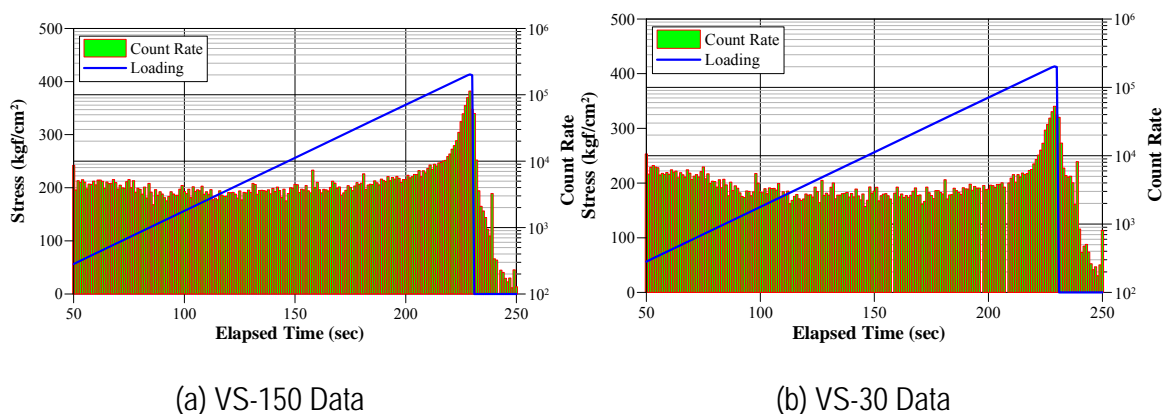 500
400
300
200
100
0
Stress (kgf/cm²)
Count Rate
Loading
10⁶
10⁵
10⁴
10³
10²
Count Rate
50
100
150
200
250
Elapsed Time (sec)
(a) VS-150 Data
500
400
300
200
100
0
Stress (kgf/cm²)
Count Rate
Loading
10⁶
10⁵
10⁴
10³
10²
Count Rate
50
100
150
200
250
Elapsed Time (sec)
(b) VS-30 Data